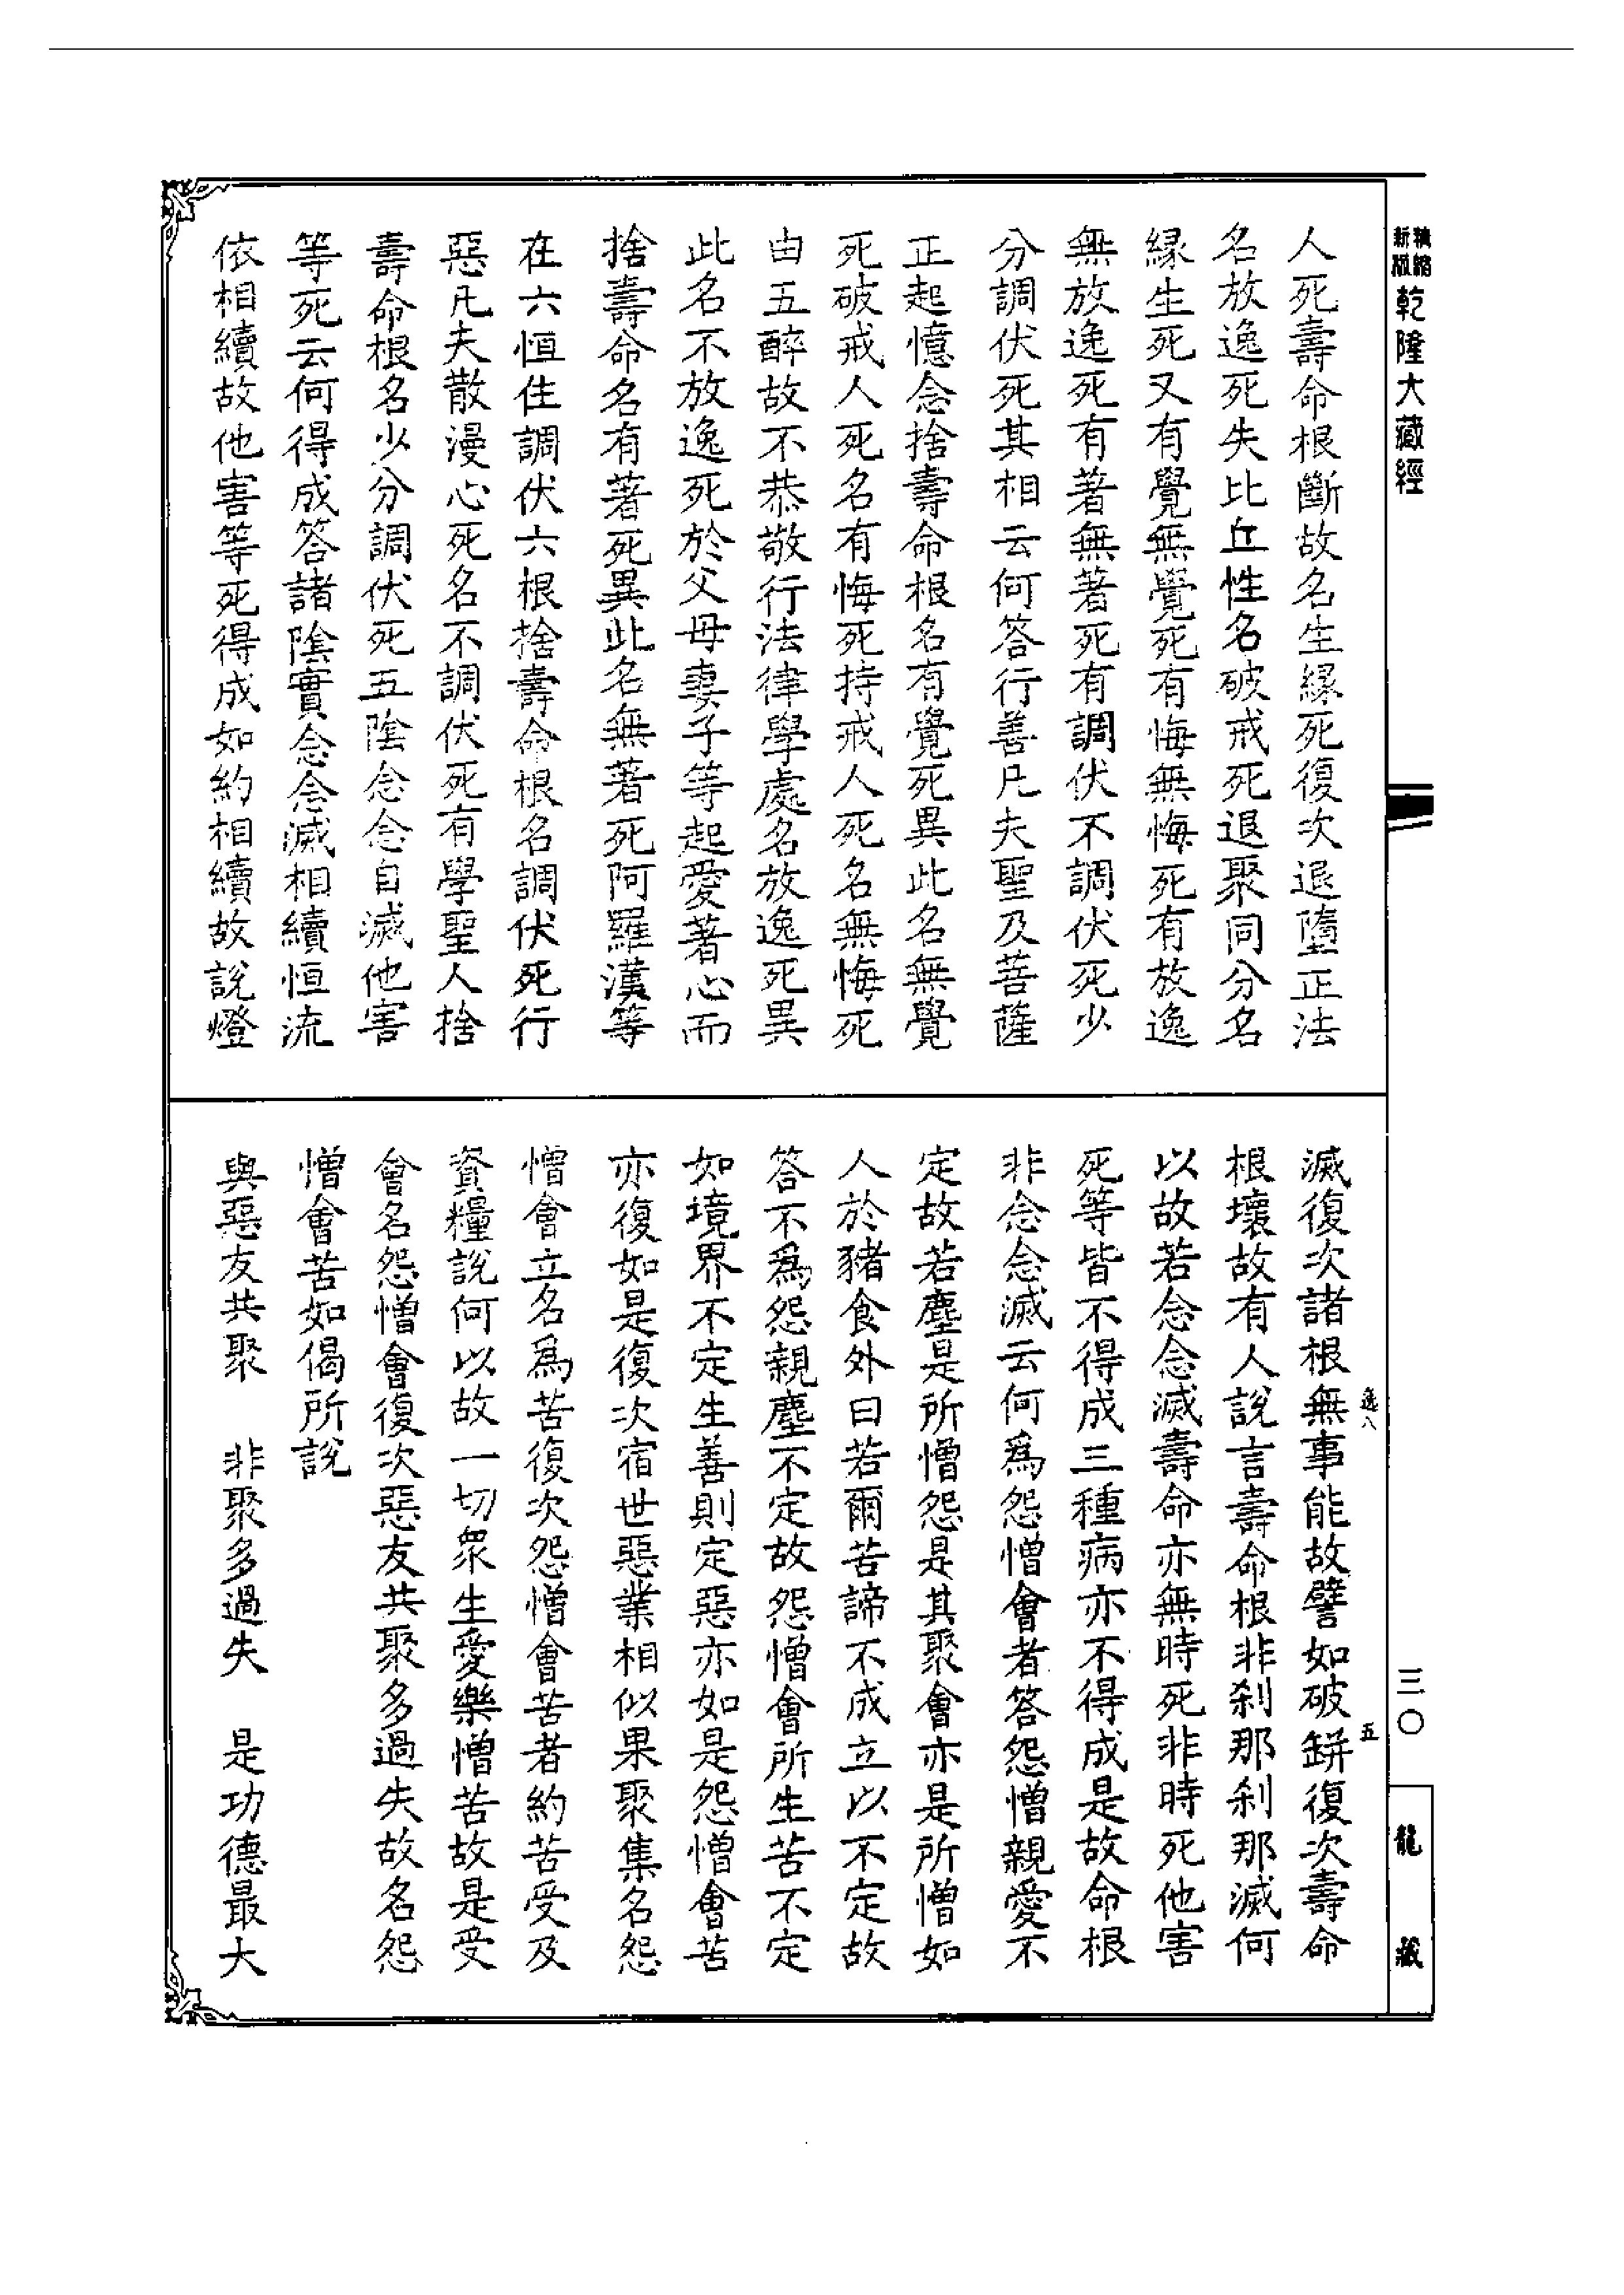 精縮
新版
乾隆大藏經
人死壽命根斷故名生緣死復次退墮正法
名放逸死失比丘性名破戒死退聚同分名
緣生死又有覺無覺死有悔無悔死有放逸
無放逸死有著無著死有調伏不調伏死少
分調伏死其相云何答行善凡夫聖及菩薩
正起憶念捨壽命根名有覺死異此名無覺
死破戒人死名有悔死持戒人死名無悔死
由五醉故不恭敬行法律學處名放逸死異
此名不放逸死於父母妻子等起愛著心而
捨壽命名有著死異此名無著死阿羅漢等
在六恒住調伏六根捨壽命根名調伏死行
惡凡夫散漫心死名不調伏死有學聖人捨
壽命根名少分調伏死五陰念念自滅他害
等死云何得成答諸陰實念念滅相續恒流
依相續故他害等死得成如約相續故說燈
滅復次諸根無事能故譬如破缾復次壽命
根壞故有人說言壽命根非刹那刹那滅何
以故若念念滅壽命亦無時死非時死他害
死等皆不得成三種病亦不得成是故命根
非念念滅云何爲怨憎會者答怨憎親愛不
定故若塵是所憎怨是其聚會亦是所憎如
人於豬食外曰若爾苦諦不成立以不定故
答不爲怨親塵不定故怨憎會所生苦不定
如境界不定生善則定惡亦如是怨憎會苦
亦復如是復次宿世惡業相似果聚集名怨
憎會立名爲苦復次怨憎會苦者約苦受及
資糧說何以故一切衆生愛樂憎苦故是受
會名怨憎會復次惡友共聚多過失故名怨
憎會苦如偈所說
與惡友共聚　非聚多過失　是功德最大
逸八
五
三〇
龍藏